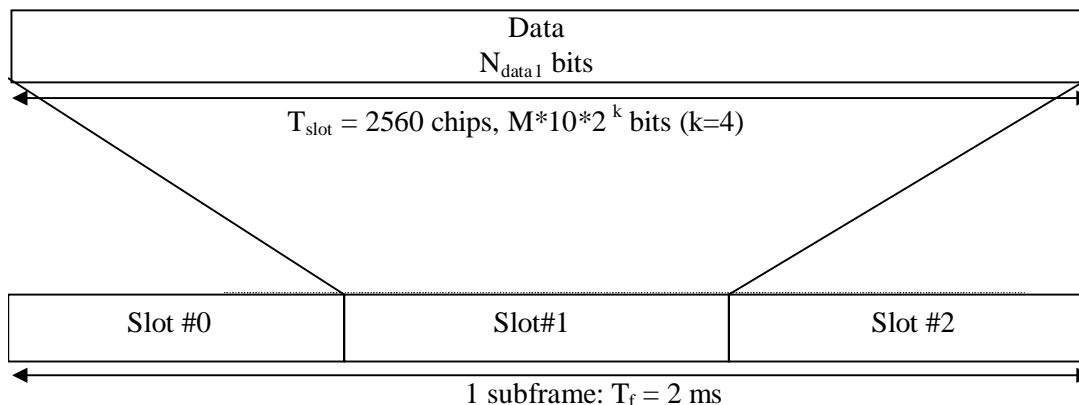 Data
N_data1 bits
T_slot = 2560 chips, M*10*2^k bits (k=4)
Slot #0 Slot#1 Slot #2
1 subframe: T_f = 2 ms